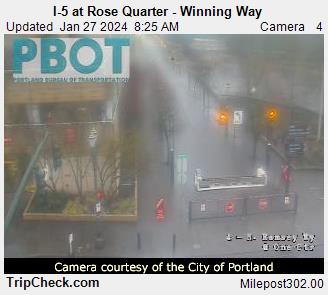 I-5 at Rose Quarter - Winning Way
Updated Jan 27 2024 8:25 AM Camera 4
PBOT
PORTLAND BUREAU OF TRANSPORTATION
Camera courtesy of the City of Portland
TripCheck.com Milepost302.00